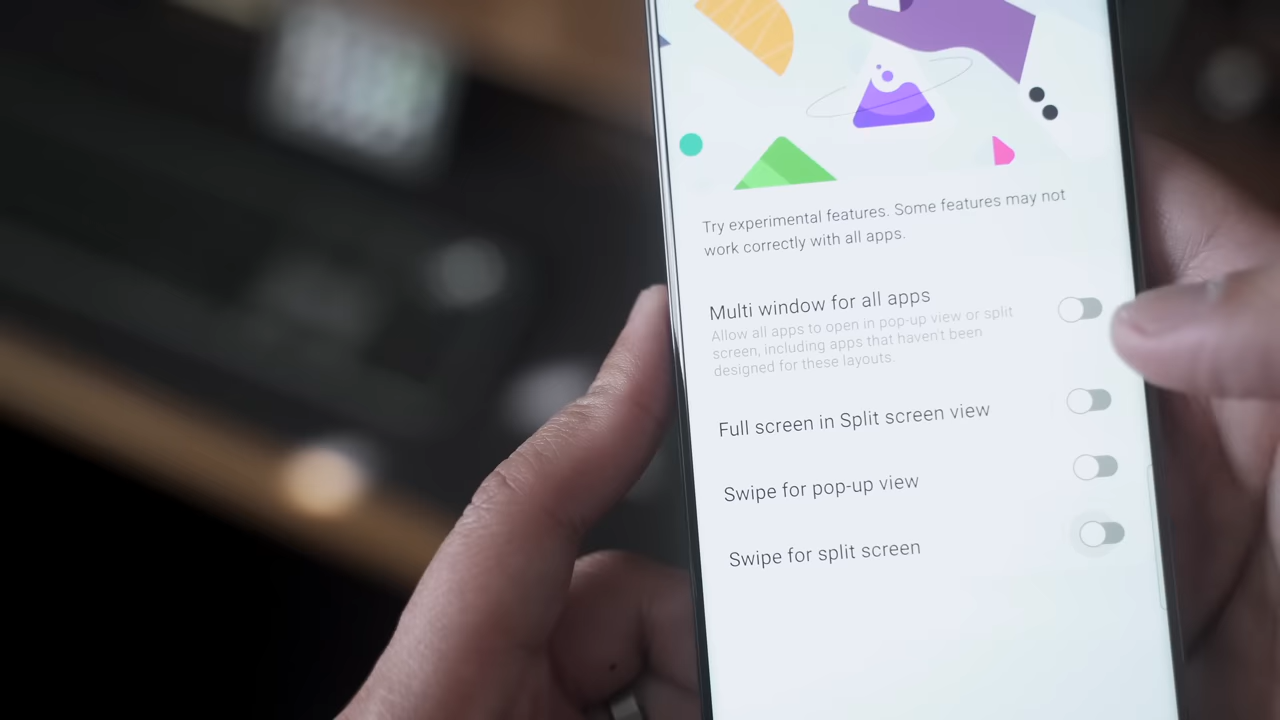 Try experimental features. Some features may not
work correctly with all apps.
Multi window for all apps
Allow all apps to open in pop-up view or split
screen, including apps that haven't been
designed for these layouts.
Full screen in Split screen view
Swipe for pop-up view
Swipe for split screen